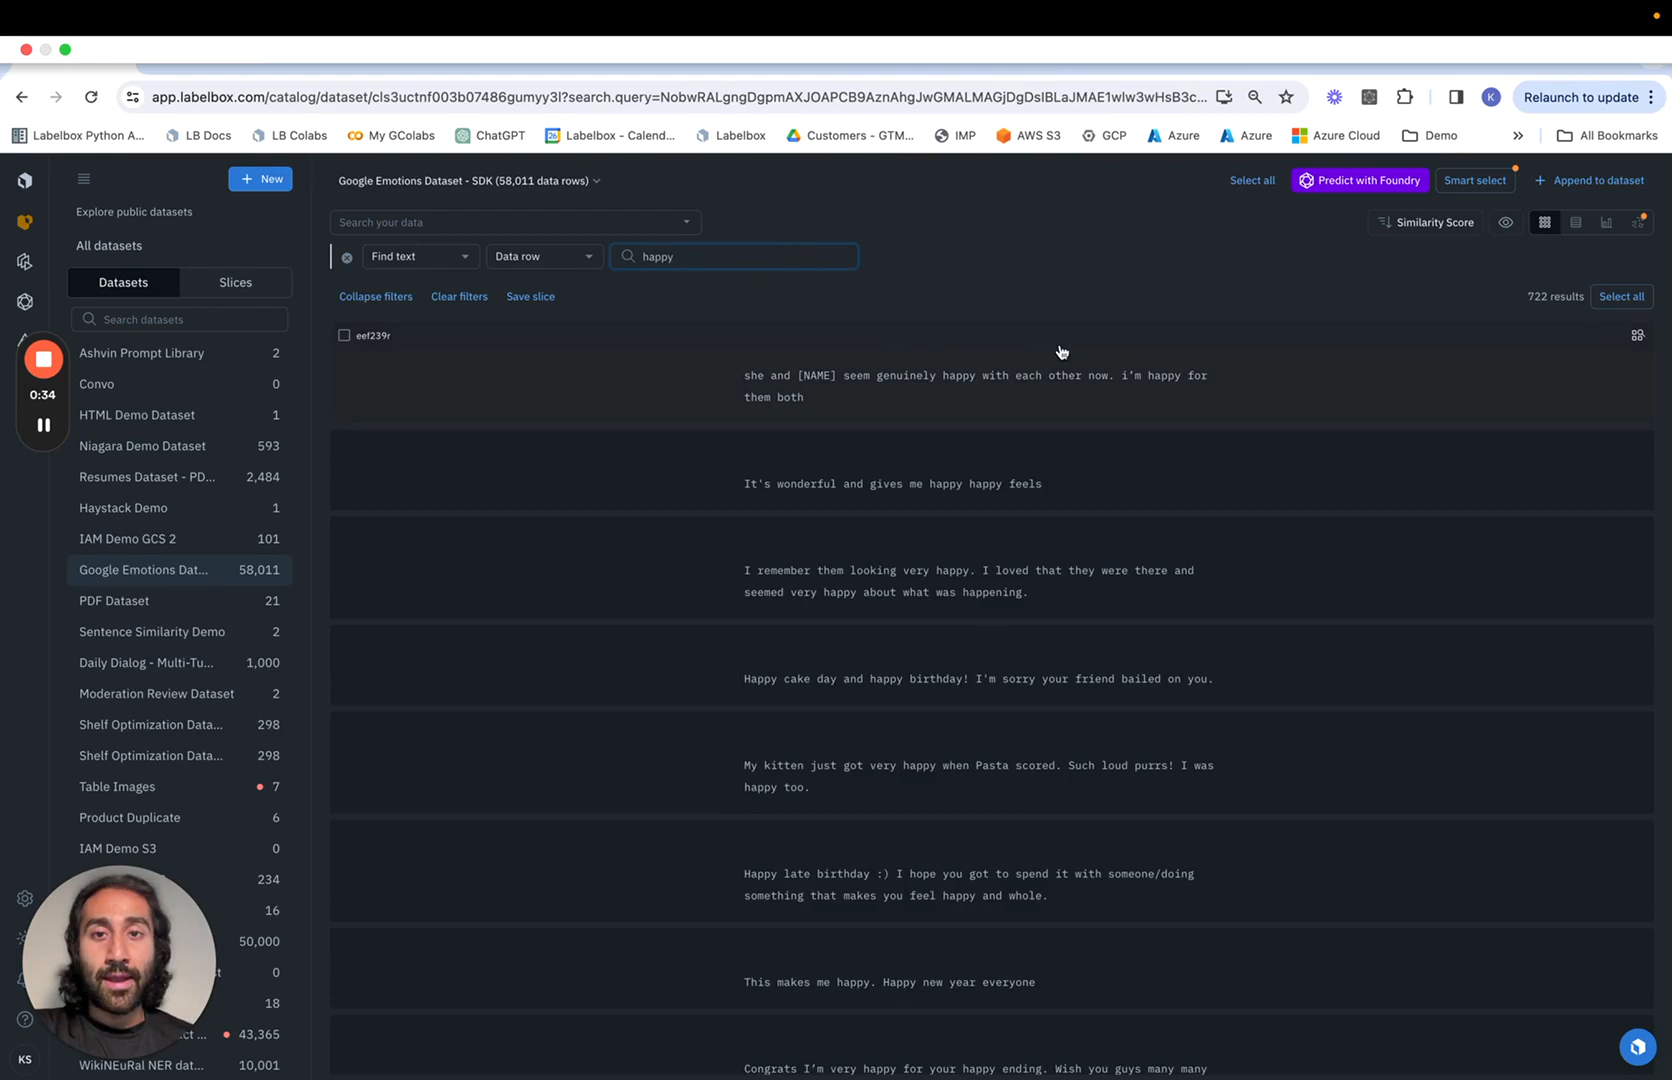 app.labelbox.com/catalog/dataset/cls3uctnf003b07486gumyy3l?search.query=NobwRALgngDgpmAXJOAPCB9AznAhgJwGMALMAGjDgDsIBLaJMAE1wIw3wHsB3c...
K
Relaunch to update
Labelbox Python A...
LB Docs
LB Colabs
My GColabs
ChatGPT
Labelbox - Calend...
Labelbox
Customers - GTM...
IMP
AWS S3
GCP
Azure
Azure
Azure Cloud
Demo
All Bookmarks
New
Google Emotions Dataset - SDK (58,011 data rows)
Select all
Predict with Foundry
Smart select
Append to dataset
Explore public datasets
Search your data
Similarity Score
All datasets
Find text
Data row
happy
Datasets
Slices
Collapse filters
Clear filters
Save slice
722 results
Select all
Search datasets
eef239r
Ashvin Prompt Library 2
Convo 0
HTML Demo Dataset 1
Niagara Demo Dataset 593
Resumes Dataset - PD... 2,484
Haystack Demo 1
IAM Demo GCS 2 101
Google Emotions Dat... 58,011
PDF Dataset 21
Sentence Similarity Demo 2
Daily Dialog - Multi-Tu... 1,000
Moderation Review Dataset 2
Shelf Optimization Data... 298
Shelf Optimization Data... 298
Table Images 7
Product Duplicate 6
IAM Demo S3 0
234
16
50,000
0
18
43,365
WikiNEuRal NER dat... 10,001
0:34
KS
she and [NAME] seem genuinely happy with each other now. i'm happy for
them both
It's wonderful and gives me happy happy feels
I remember them looking very happy. I loved that they were there and
seemed very happy about what was happening.
Happy cake day and happy birthday! I'm sorry your friend bailed on you.
My kitten just got very happy when Pasta scored. Such loud purrs! I was
happy too.
Happy late birthday :) I hope you got to spend it with someone/doing
something that makes you feel happy and whole.
This makes me happy. Happy new year everyone
Congrats I'm very happy for your happy ending. Wish you guys many many